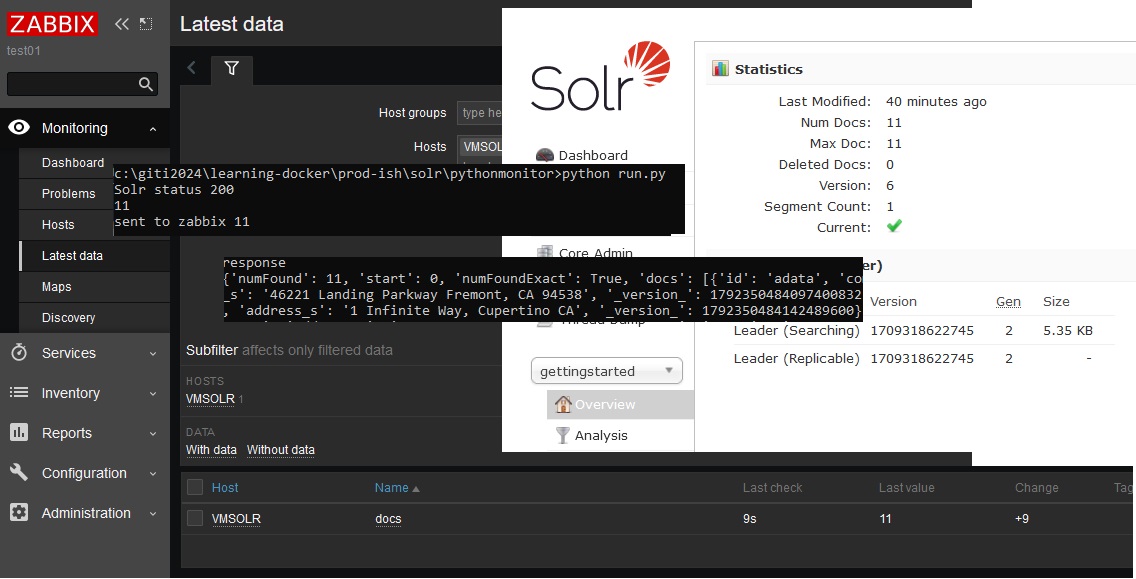 ZABBIX
test01
Monitoring
Dashboard
Problems
Hosts
Latest data
Maps
Discovery
Services
Inventory
Reports
Configuration
Administration
Latest data
Host groups type he
Hosts VMSOL
c:\giti2024\learning-docker\prod-ish\solr\pythonmonitor>python run.py
Solr status 200
11
sent to zabbix 11
response
{'numFound': 11, 'start': 0, 'numFoundExact': True, 'docs': [{'id': 'adata', 'co
_s': '46221 Landing Parkway Fremont, CA 94538', '_version_': 1792350484097400832
, 'address_s': '1 Infinite Way, Cupertino CA', '_version_': 1792350484142489600}
Subfilter affects only filtered data
HOSTS
VMSOLR 1
DATA
With data Without data
Host Name Last check Last value Change Tag
VMSOLR docs 9s 11 +9
Solr
Dashboard
Core Admin
Thread Dump
gettingstarted
Overview
Analysis
Statistics
Last Modified: 40 minutes ago
Num Docs: 11
Max Doc: 11
Deleted Docs: 0
Version: 6
Segment Count: 1
Current:
er)
Version Gen Size
Leader (Searching) 1709318622745 2 5.35 KB
Leader (Replicable) 1709318622745 2 -